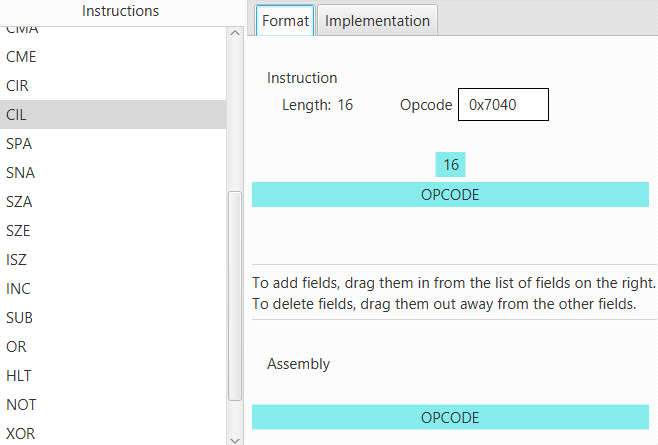 Instructions
CMA
CME
CIR
CIL
SPA
SNA
SZA
SZE
ISZ
INC
SUB
OR
HLT
NOT
XOR
Format Implementation
Instruction
Length: 16 Opcode 0x7040
16
OPCODE
To add fields, drag them in from the list of fields on the right.
To delete fields, drag them out away from the other fields.
Assembly
OPCODE